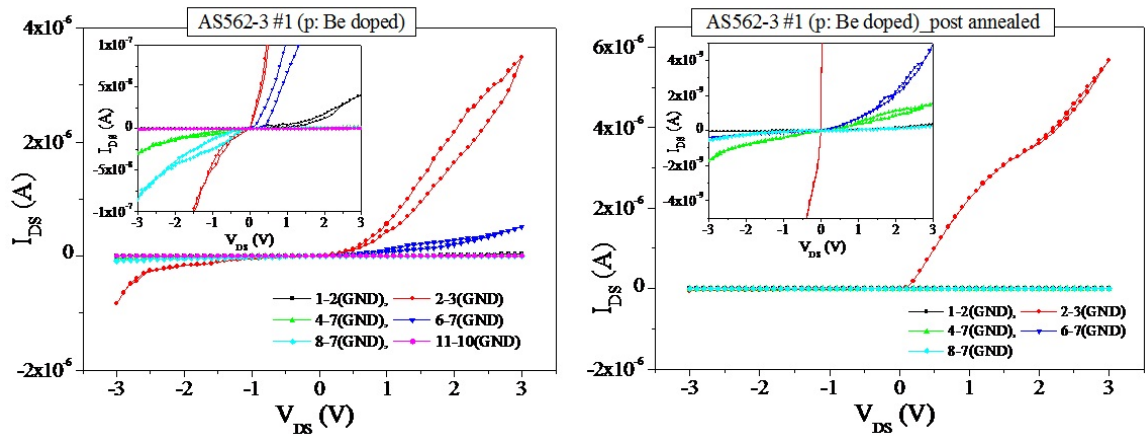 AS562-3 #1 (p: Be doped)
4x10⁻⁶
2x10⁻⁶
0
-2x10⁻⁶
I_DS (A)
-3 -2 -1 0 1 2 3
V_DS (V)
1x10⁻⁷
5x10⁻⁸
0
-5x10⁻⁸
-1x10⁻⁷
I_DS (A)
-3 -2 -1 0 1 2 3
V_DS (V)
1-2(GND), 2-3(GND)
4-7(GND), 6-7(GND)
8-7(GND), 11-10(GND)
AS562-3 #1 (p: Be doped)_post annealed
6x10⁻⁶
4x10⁻⁶
2x10⁻⁶
0
-2x10⁻⁶
I_DS (A)
-3 -2 -1 0 1 2 3
V_DS (V)
4x10⁻⁹
2x10⁻⁹
0
-2x10⁻⁹
-4x10⁻⁹
I_DS (A)
-3 -2 -1 0 1 2 3
V_DS (V)
1-2(GND), 2-3(GND)
4-7(GND), 6-7(GND)
8-7(GND)